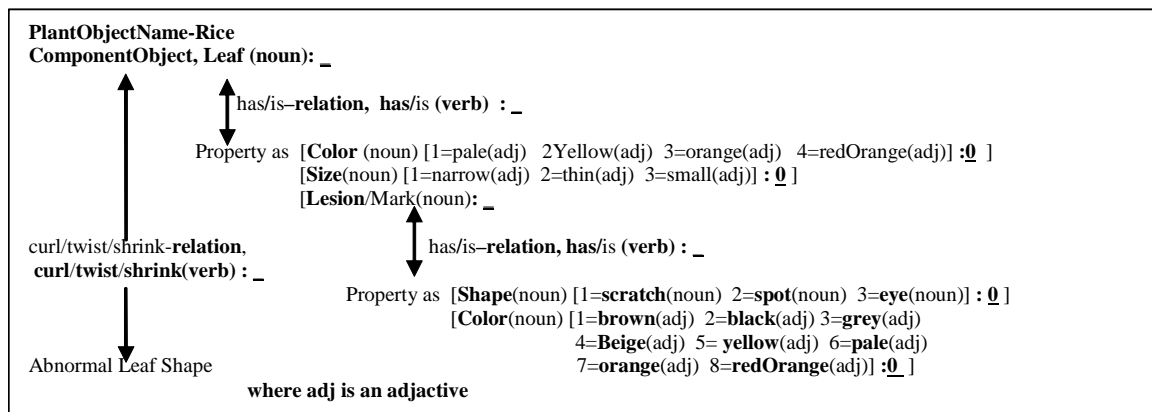 PlantObjectName-Rice
ComponentObject, Leaf (noun): _
has/is–relation, has/is (verb) : _
Property as [Color (noun) [1=pale(adj) 2Yellow(adj) 3=orange(adj) 4=redOrange(adj)] :0 ]
[Size(noun) [1=narrow(adj) 2=thin(adj) 3=small(adj)] : 0 ]
[Lesion/Mark(noun): _
curl/twist/shrink-relation,
has/is–relation, has/is (verb) : _
curl/twist/shrink(verb) : _
Property as [Shape(noun) [1=scratch(noun) 2=spot(noun) 3=eye(noun)] : 0 ]
[Color(noun) [1=brown(adj) 2=black(adj) 3=grey(adj)
4=Beige(adj) 5= yellow(adj) 6=pale(adj)
Abnormal Leaf Shape
7=orange(adj) 8=redOrange(adj)] :0 ]
where adj is an adjactive